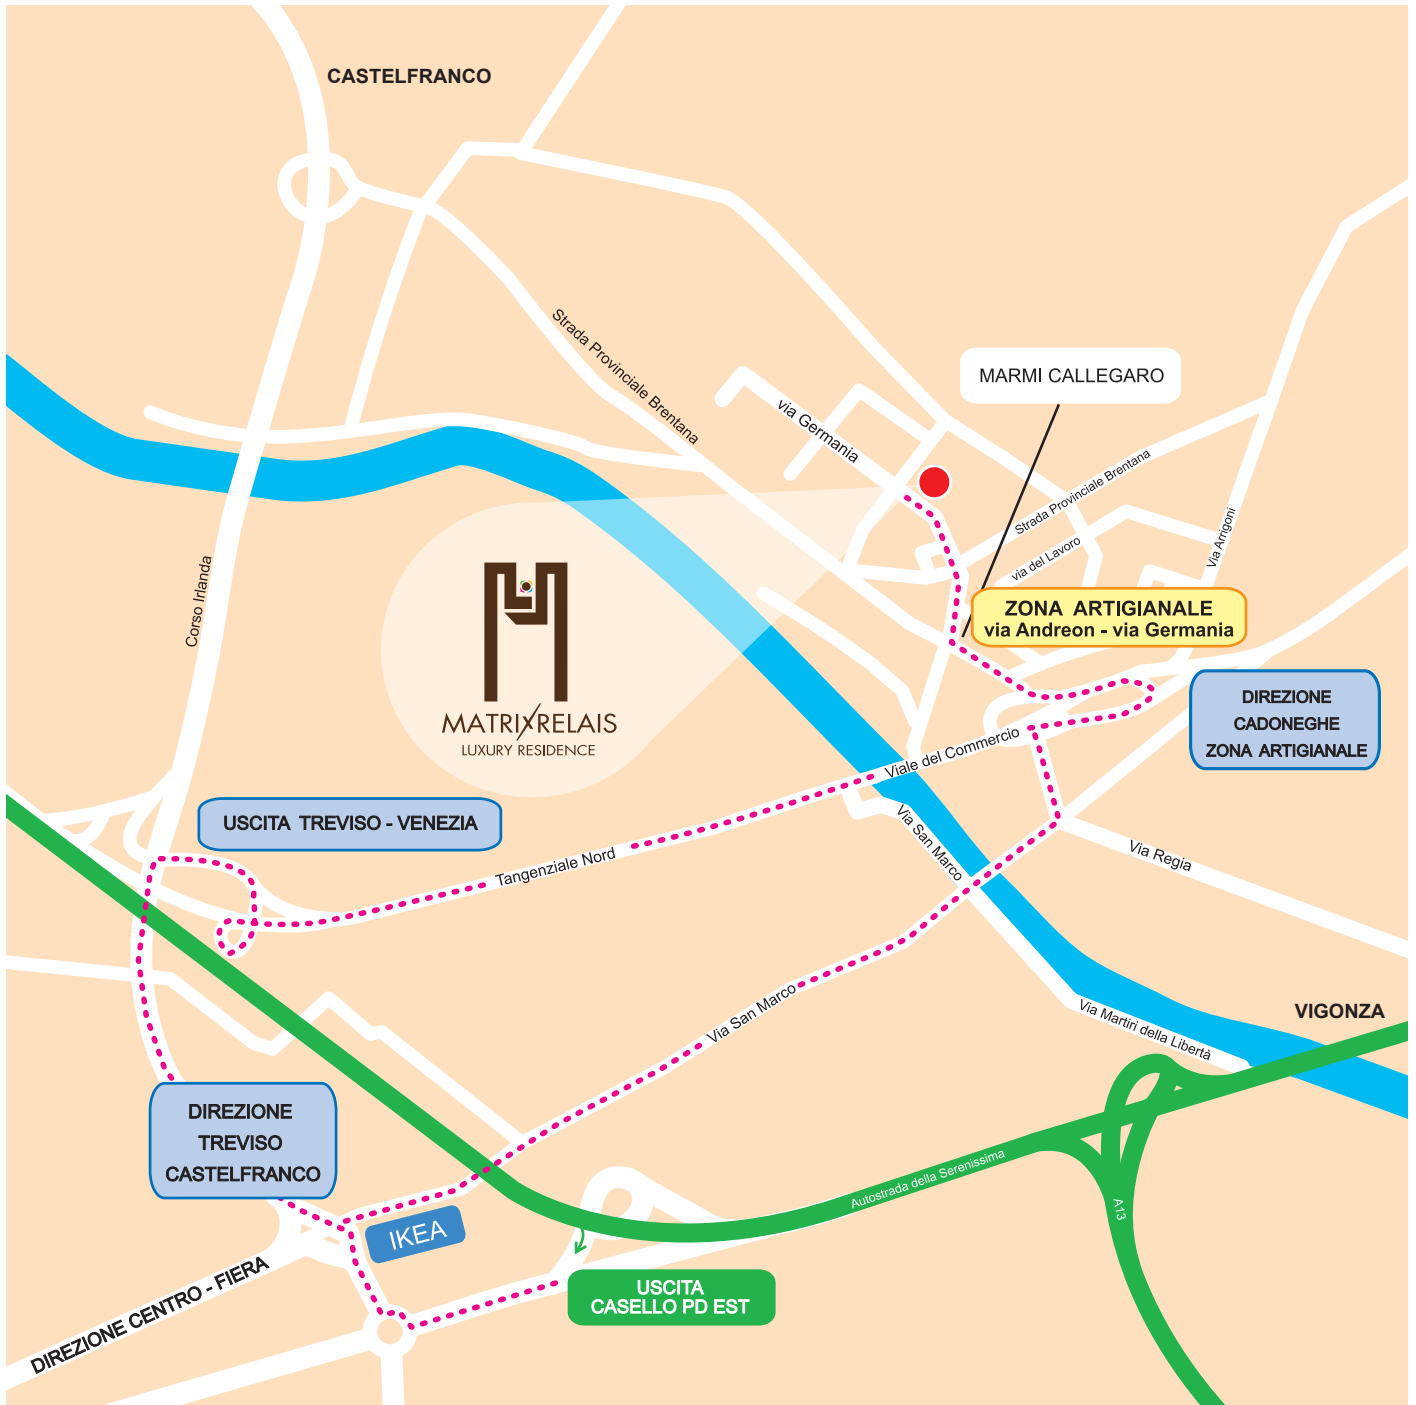 CASTELFRANCO
Strada Provinciale Brentana
MARMI CALLEGARO
via Germania
Strada Provinciale Brentana
via del Lavoro
Via Arrigoni
Corso Irlanda
ZONA ARTIGIANALE
via Andreon - via Germania
MATRIXRELAIS
LUXURY RESIDENCE
DIREZIONE
CADONEGHE
ZONA ARTIGIANALE
Viale del Commercio
USCITA TREVISO - VENEZIA
Via San Marco
Via Regia
Tangenziale Nord
Via San Marco
Via Martiri della Libertà
VIGONZA
DIREZIONE
TREVISO
CASTELFRANCO
Autostrada della Serenissima
A13
IKEA
DIREZIONE CENTRO - FIERA
USCITA
CASELLO PD EST